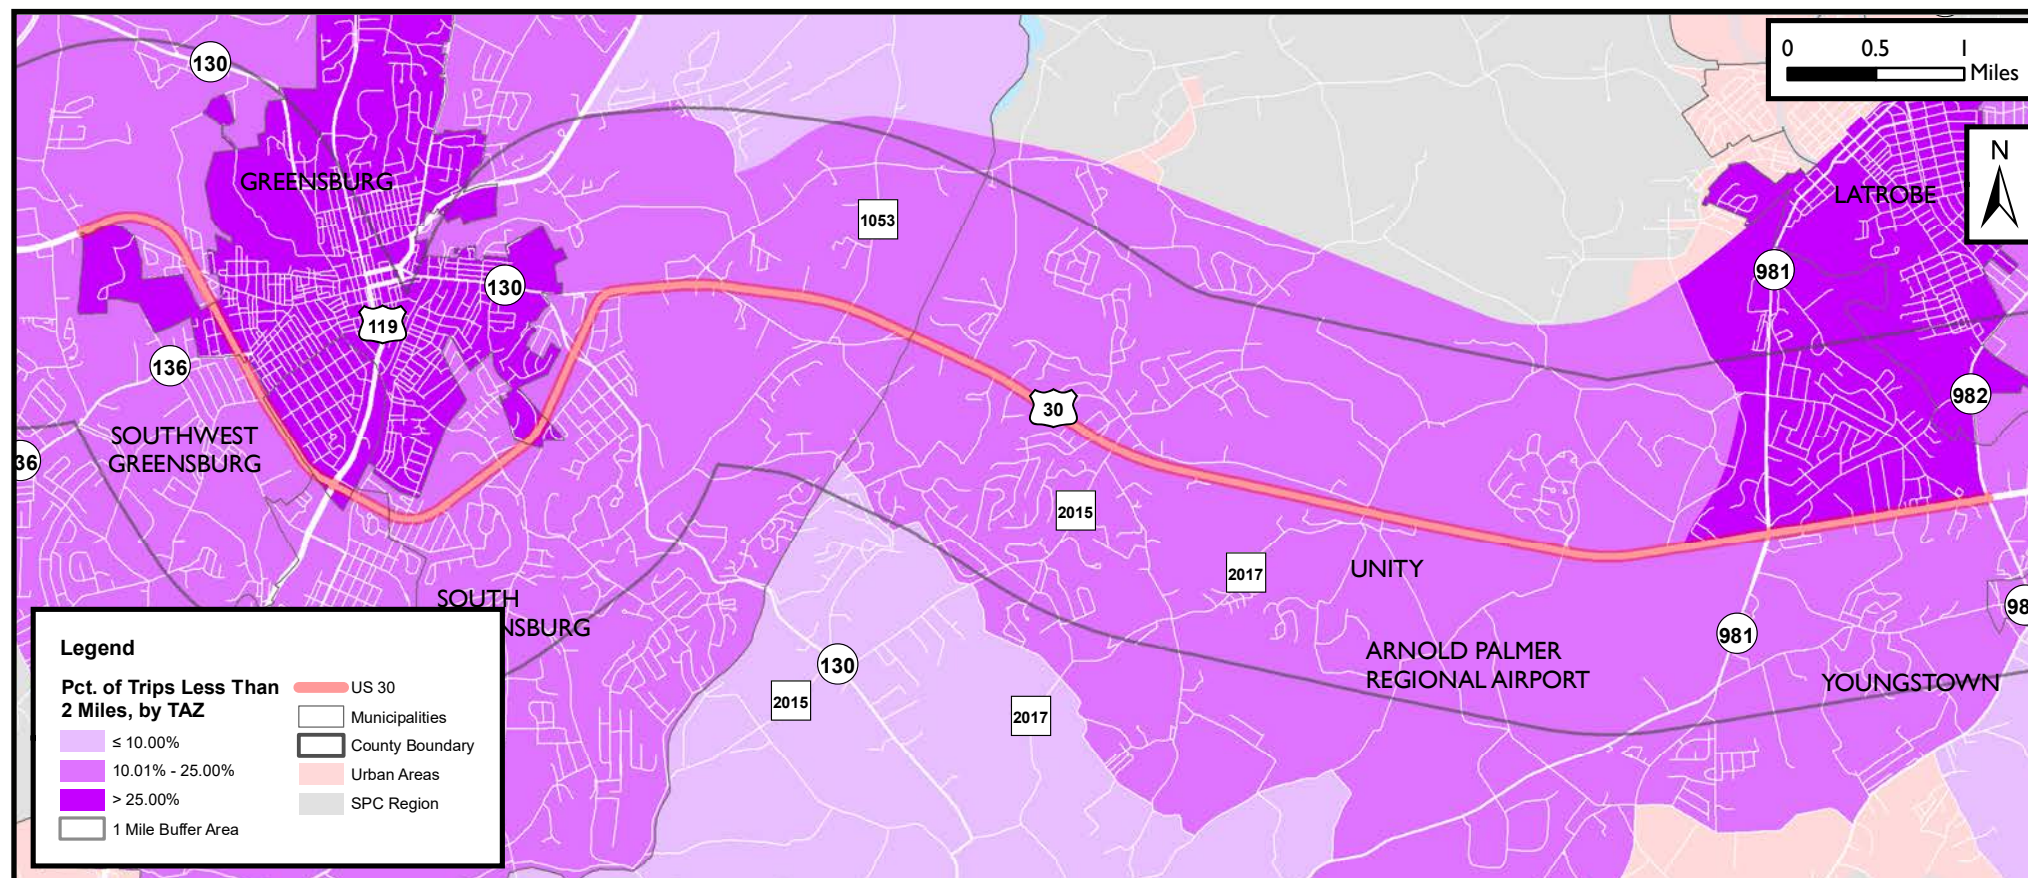 130
0 0.5 1
Miles
N
GREENSBURG
LATROBE
1053
981
130
119
136
982
30
SOUTHWEST
GREENSBURG
36
2015
2017
UNITY
SOUTH
NSBURG
98
981
ARNOLD PALMER
REGIONAL AIRPORT
YOUNGSTOWN
130
2015
2017
Legend
Pct. of Trips Less Than
2 Miles, by TAZ
≤ 10.00%
10.01% - 25.00%
> 25.00%
1 Mile Buffer Area
US 30
Municipalities
County Boundary
Urban Areas
SPC Region